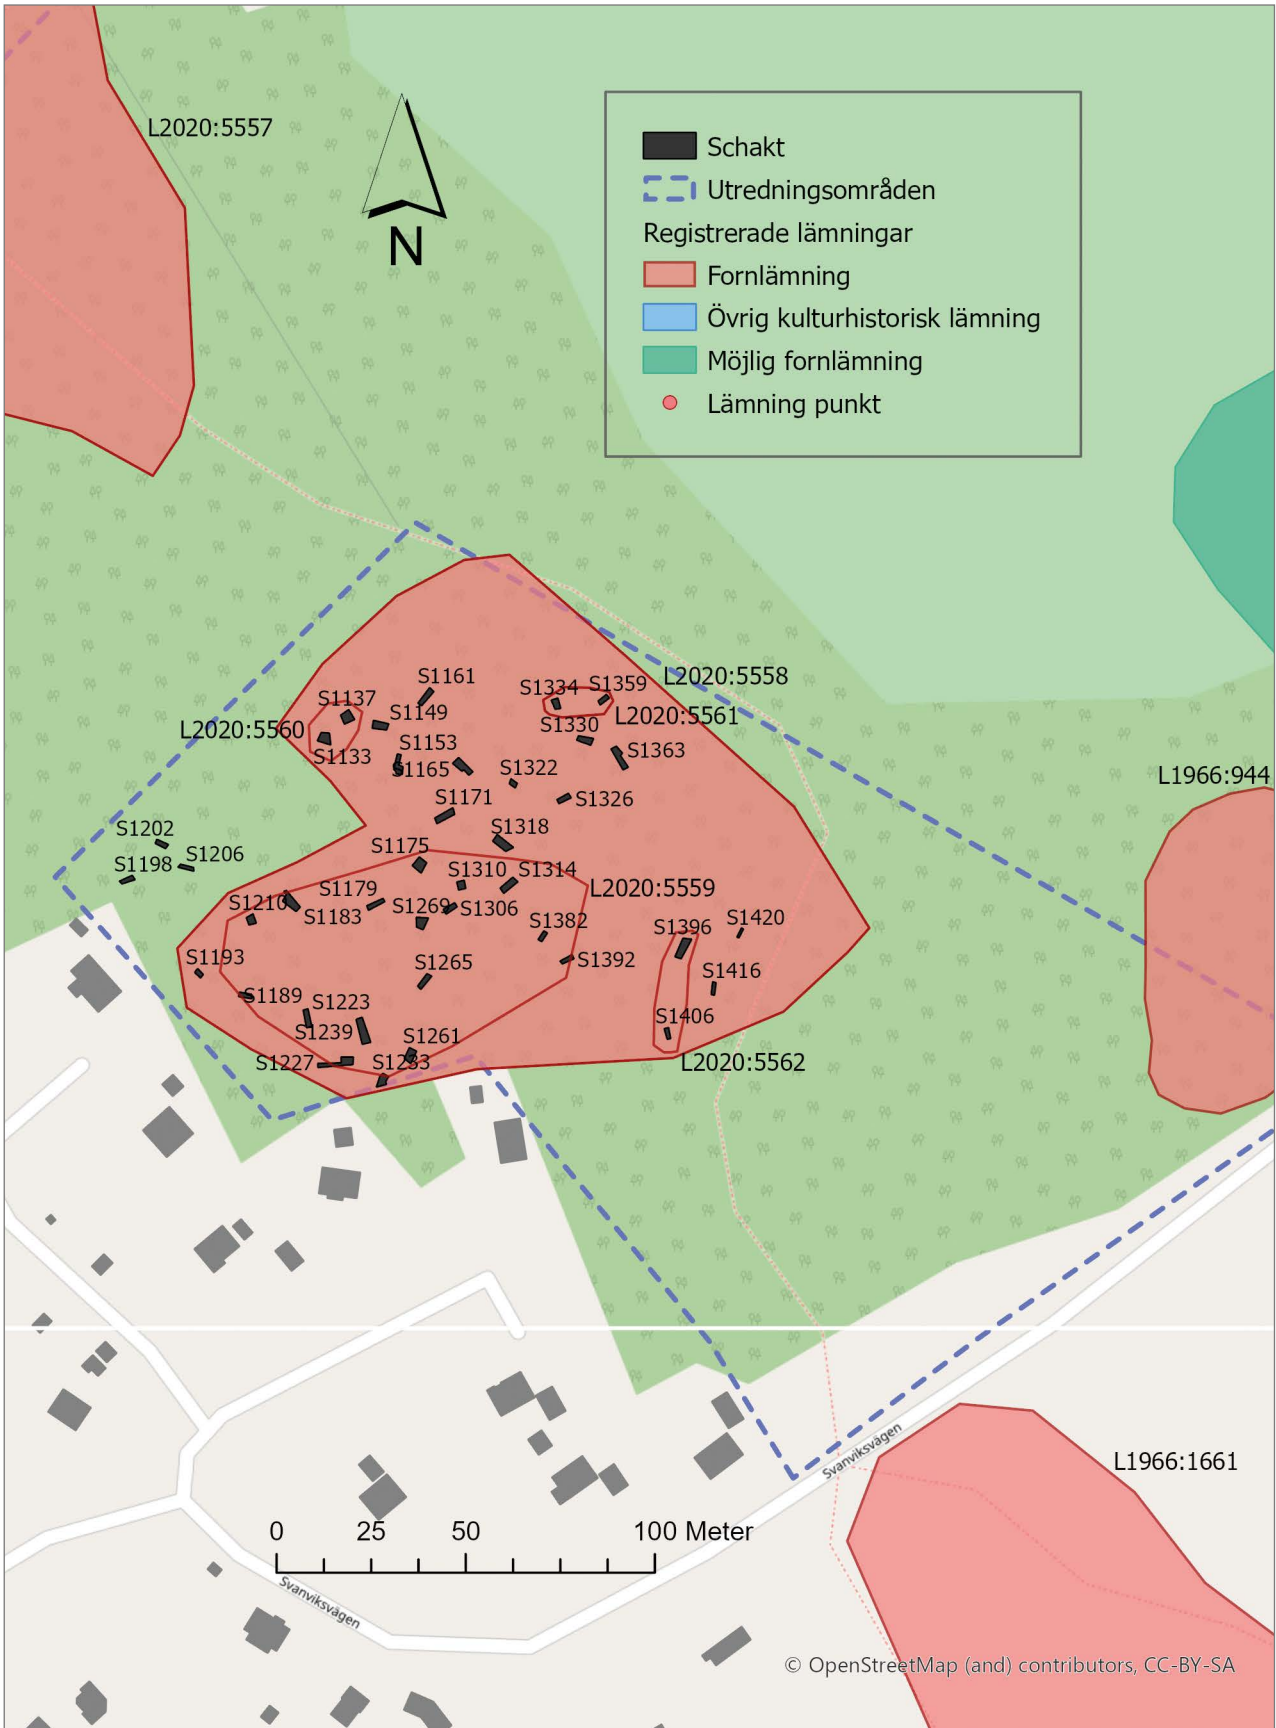 L2020:5557
N
Schakt
Utredningsområden
Registrerade lämningar
Fornlämning
Övrig kulturhistorisk lämning
Möjlig fornlämning
Lämning punkt
S1161
S1137
S1149
L2020:5560
S1133
S1153
S1165
S1334
S1359
L2020:5558
L2020:5561
S1330
S1363
S1322
S1326
L1966:944
S1171
S1318
S1202
S1198
S1206
S1175
S1310
S1314
L2020:5559
S1179
S1210
S1183
S1269
S1306
S1382
S1396
S1420
S1193
S1265
S1392
S1416
S1189
S1223
S1239
S1261
S1406
S1227
S1233
L2020:5562
Svanviksvägen
L1966:1661
0 25 50 100 Meter
Svanviksvägen
© OpenStreetMap (and) contributors, CC-BY-SA